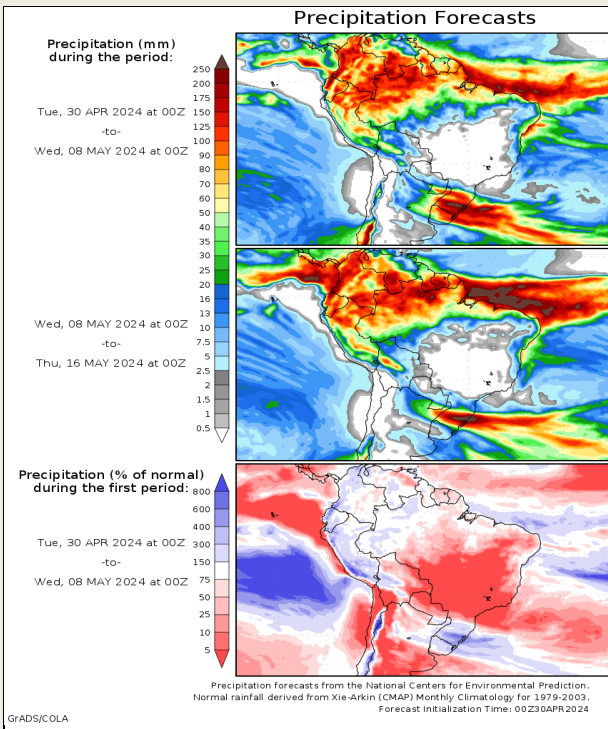 Precipitation Forecasts
Precipitation (mm)
during the period:
Tue, 30 APR 2024 at 00Z
-to-
Wed, 08 MAY 2024 at 00Z
250
200
175
150
125
100
90
80
70
60
50
40
35
30
25
20
16
13
10
7.5
5
2.5
2
1.5
1
0.5
Wed, 08 MAY 2024 at 00Z
-to-
Thu, 16 MAY 2024 at 00Z
Precipitation (% of normal)
during the first period:
Tue, 30 APR 2024 at 00Z
-to-
Wed, 08 MAY 2024 at 00Z
800
600
400
300
150
75
50
25
10
5
Precipitation forecasts from the National Centers for Environmental Prediction.
Normal rainfall derived from Xie-Arkin (CMAP) Monthly Climatology for 1979-2003.
Forecast Initialization Time: 00Z30APR2024
GrADS/COLA